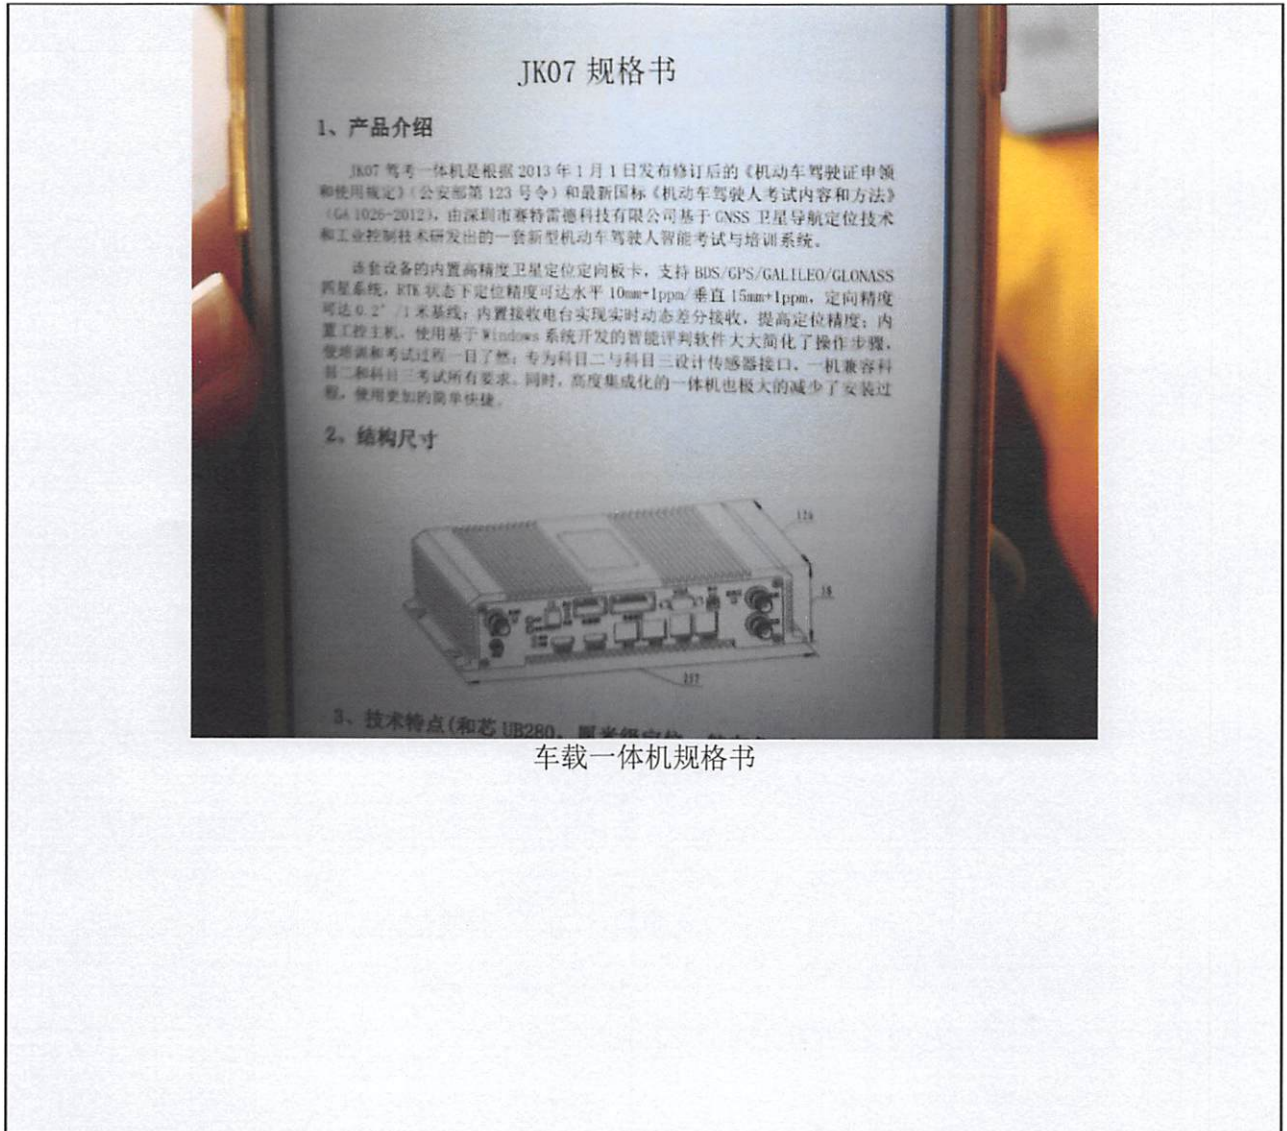 JK07 规格书
1、产品介绍
JK07 驾考一体机是根据 2013 年 1 月 1 日发布修订后的《机动车驾驶证申领
和使用规定》（公安部第 123 号令）和最新国标《机动车驾驶人考试内容和方法》
（GA 1026-2012），由深圳市赛特雷德科技有限公司基于 GNSS 卫星导航定位技术
和工业控制技术研发出的一套新型机动车驾驶人智能考试与培训系统。
该套设备的内置高精度卫星定位定向板卡，支持 BDS/GPS/GALILEO/GLONASS
四星系统，RTK 状态下定位精度可达水平 10mm+1ppm/垂直 15mm+1ppm，定向精度
可达 0.2°/1 米基线；内置接收电台实现实时动态差分接收，提高定位精度；内
置工控主机，使用基于 Windows 系统开发的智能评判软件大大简化了操作步骤，
使培训和考试过程一目了然；专为科目二与科目三设计传感器接口，一机兼容科
目二和科目三考试所有要求。同时，高度集成化的一体机也极大的减少了安装过
程，使用更加的简单快捷。
2、结构尺寸
126
257
3、技术特点(和芯 UB280，厘米级定位，
车载一体机规格书